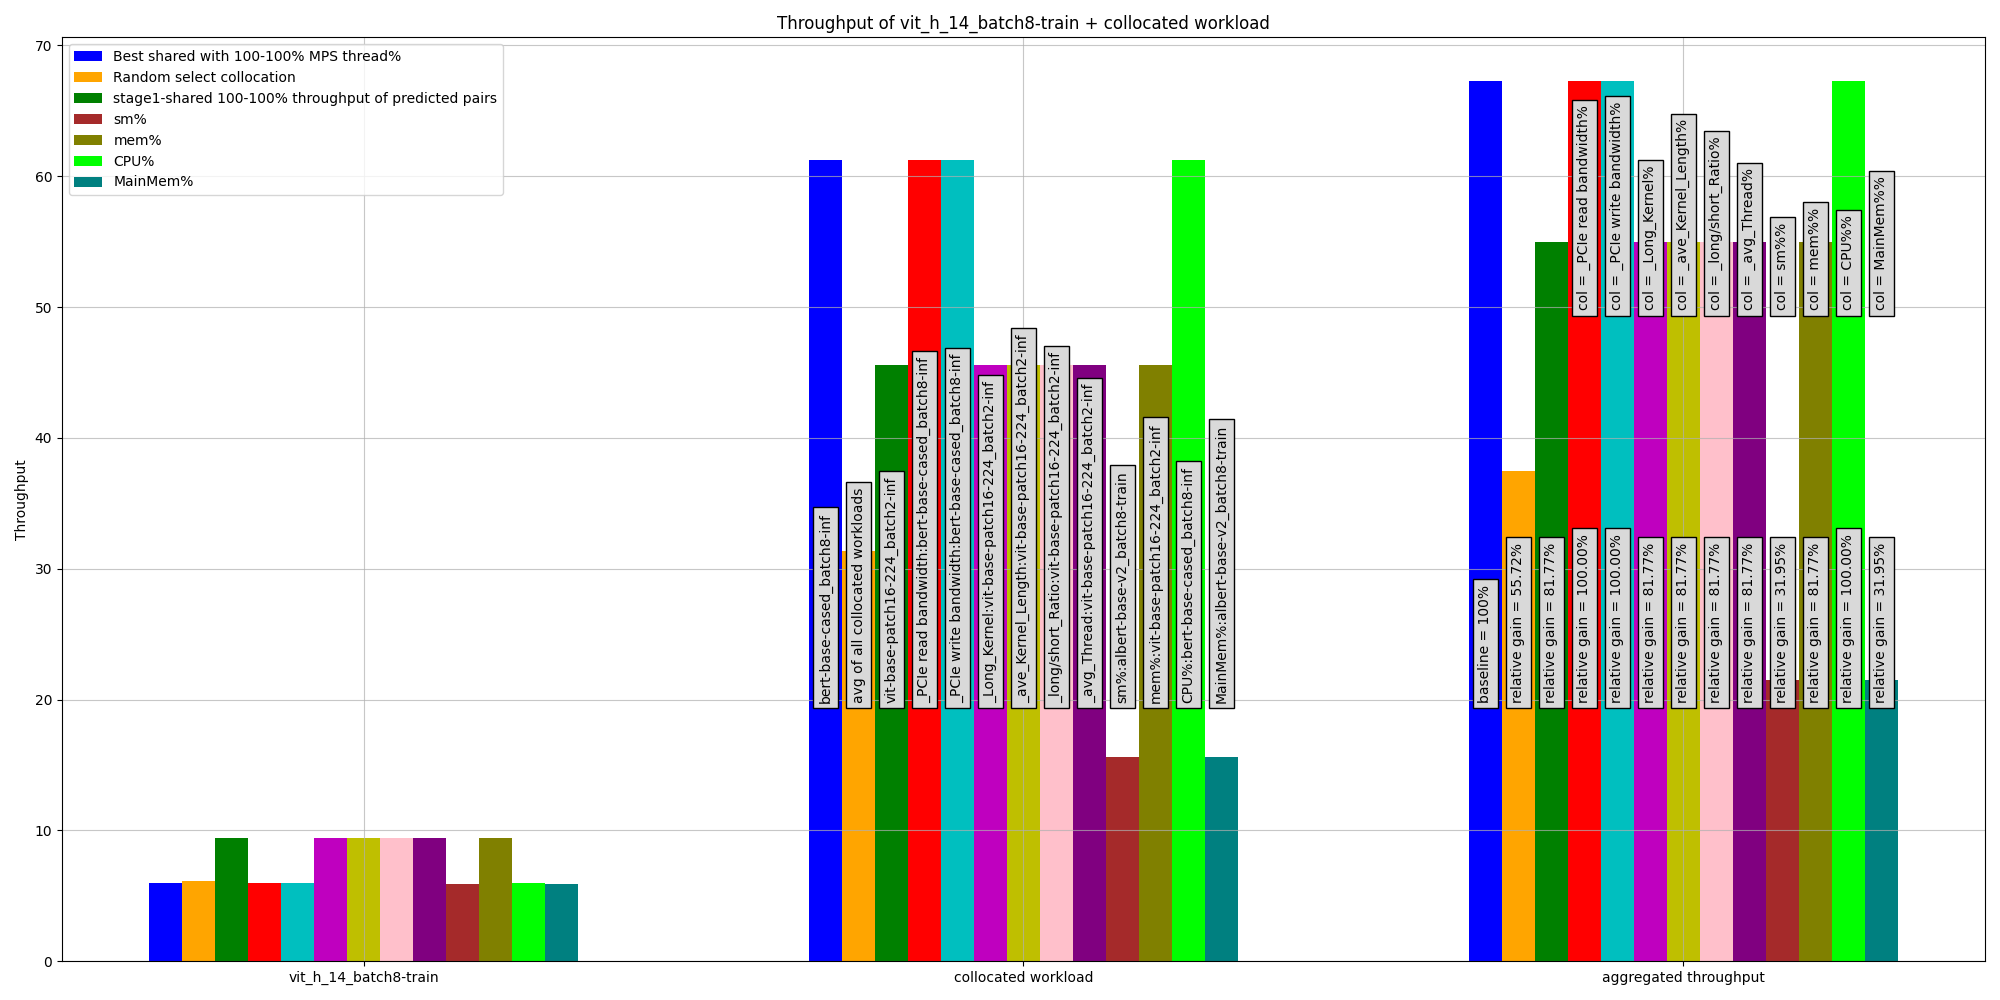 Throughput of vit_h_14_batch8-train + collocated workload
Best shared with 100-100% MPS thread%
Random select collocation
stage1-shared 100-100% throughput of predicted pairs
sm%
mem%
CPU%
MainMem%
Throughput
70
60
50
40
30
20
10
0
bert-base-cased_batch8-inf
avg of all collocated workloads
vit-base-patch16-224_batch2-inf
_PCIe read bandwidth:bert-base-cased_batch8-inf
_PCIe write bandwidth:bert-base-cased_batch8-inf
_Long_Kernel:vit-base-patch16-224_batch2-inf
_ave_Kernel_Length:vit-base-patch16-224_batch2-inf
_long/short_Ratio:vit-base-patch16-224_batch2-inf
_avg_Thread:vit-base-patch16-224_batch2-inf
sm%:albert-base-v2_batch8-train
mem%:vit-base-patch16-224_batch2-inf
CPU%:bert-base-cased_batch8-inf
MainMem%:albert-base-v2_batch8-train
col = _PCIe read bandwidth%
col = _PCIe write bandwidth%
col = _Long_Kernel%
col = _ave_Kernel_Length%
col = _long/short_Ratio%
col = _avg_Thread%
col = sm%%
col = mem%%
col = CPU%%
col = MainMem%%
baseline = 100%
relative gain = 55.72%
relative gain = 81.77%
relative gain = 100.00%
relative gain = 100.00%
relative gain = 81.77%
relative gain = 81.77%
relative gain = 81.77%
relative gain = 81.77%
relative gain = 31.95%
relative gain = 81.77%
relative gain = 100.00%
relative gain = 31.95%
vit_h_14_batch8-train
collocated workload
aggregated throughput